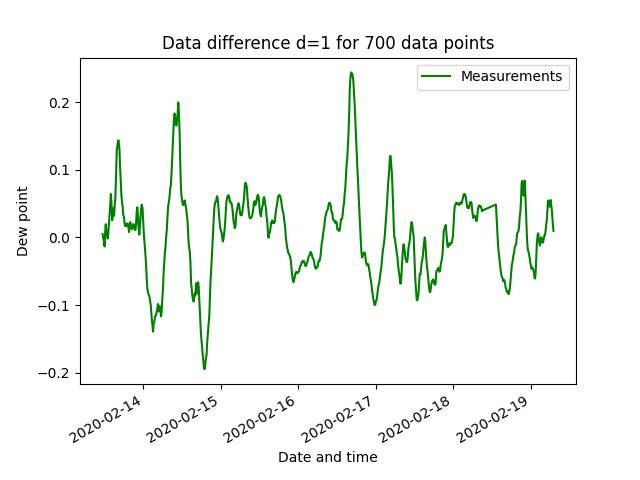 Data difference d=1 for 700 data points
Measurements
0.2
0.1
0.0
−0.1
−0.2
Dew point
2020-02-14
2020-02-15
2020-02-16
2020-02-17
2020-02-18
2020-02-19
Date and time